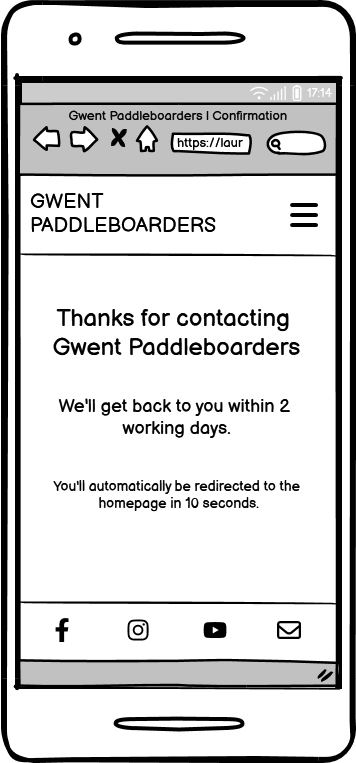 17:14
Gwent Paddleboarders | Confirmation
https://laur
GWENT
PADDLEBOARDERS
Thanks for contacting
Gwent Paddleboarders
We'll get back to you within 2
working days.
You'll automatically be redirected to the
homepage in 10 seconds.